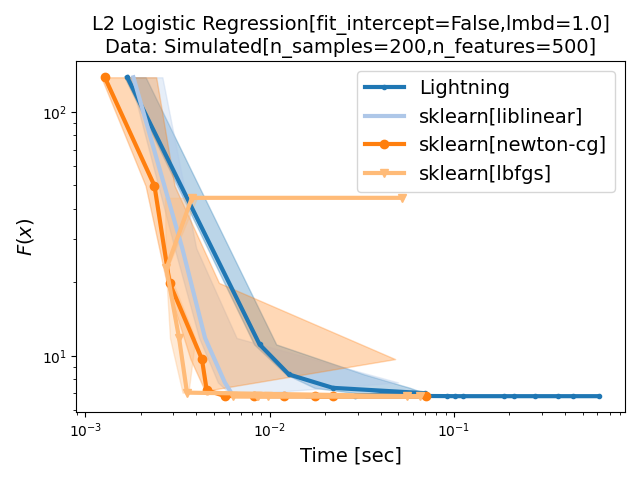 L2 Logistic Regression[fit_intercept=False,lmbd=1.0]
Data: Simulated[n_samples=200,n_features=500]
Lightning
sklearn[liblinear]
sklearn[newton-cg]
sklearn[lbfgs]
F(x)
10²
10¹
10⁻³
10⁻²
10⁻¹
Time [sec]